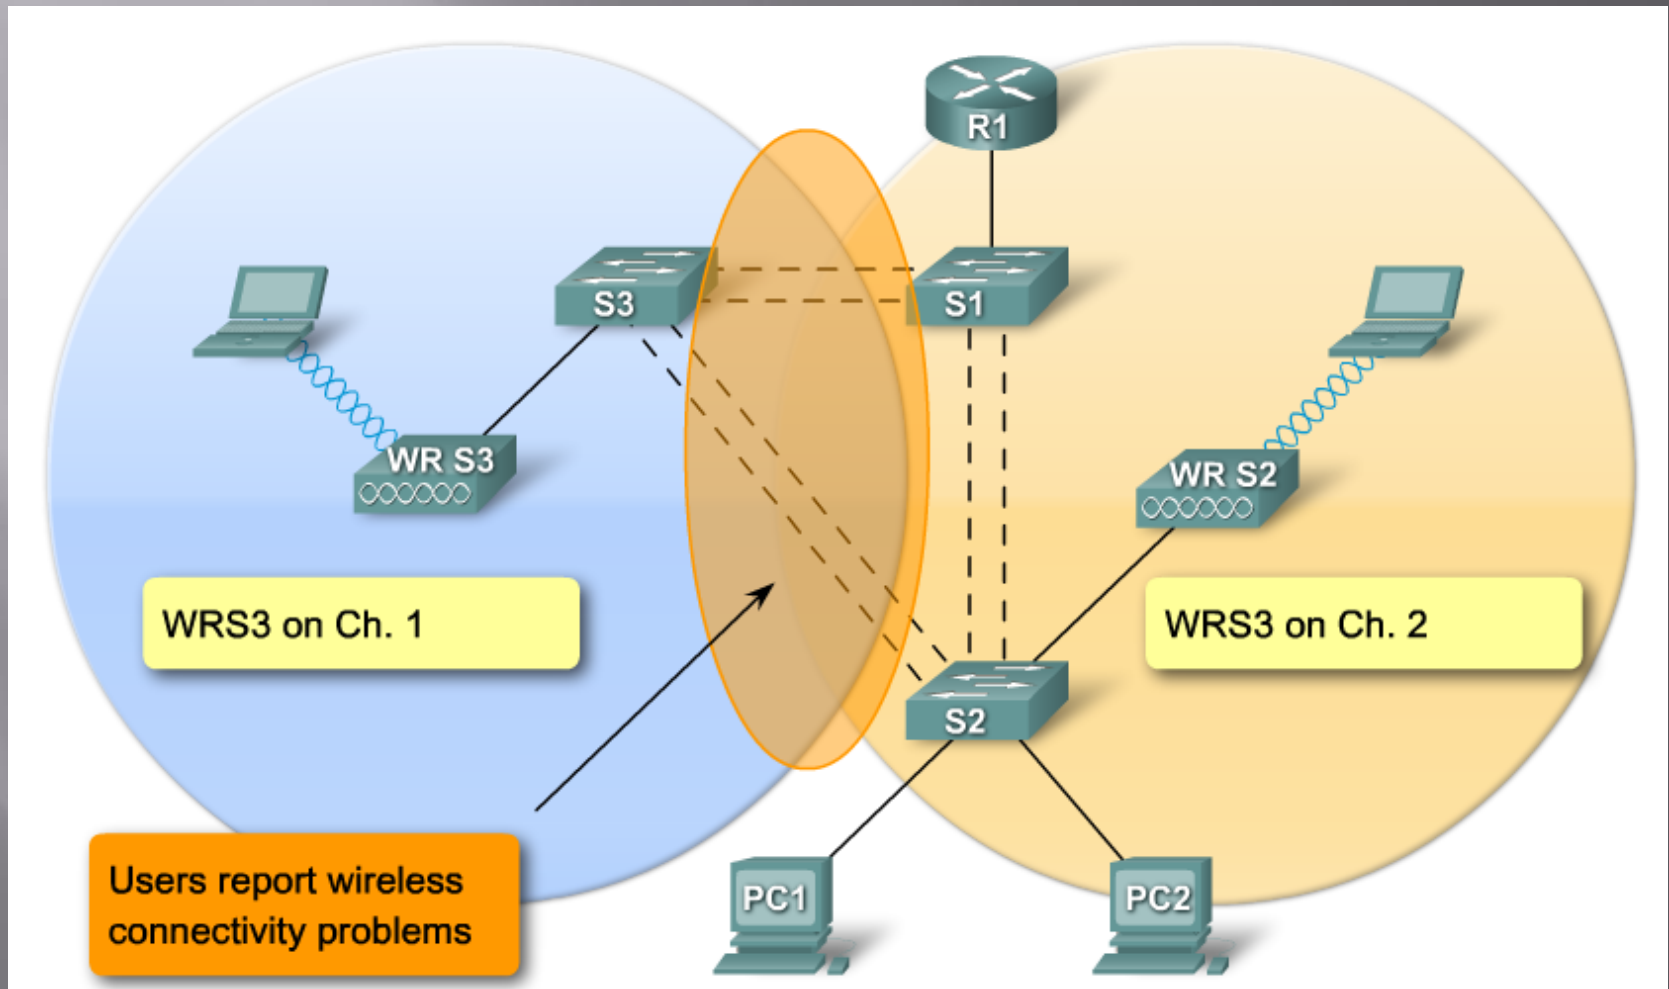 R1
S3
S1
WR S3
WR S2
WRS3 on Ch. 1
WRS3 on Ch. 2
S2
Users report wireless
connectivity problems
PC1
PC2